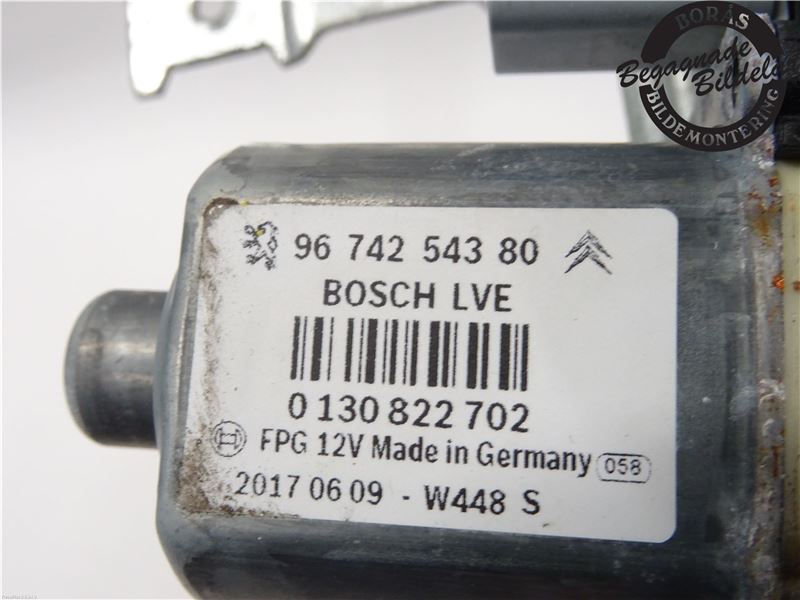 BORÅS
Begagnade
Bildelar
BILDEMONTERING
96 742 543 80
BOSCH LVE
0 130 822 702
FPG 12V Made in Germany 058
2017 06 09 - W448 S